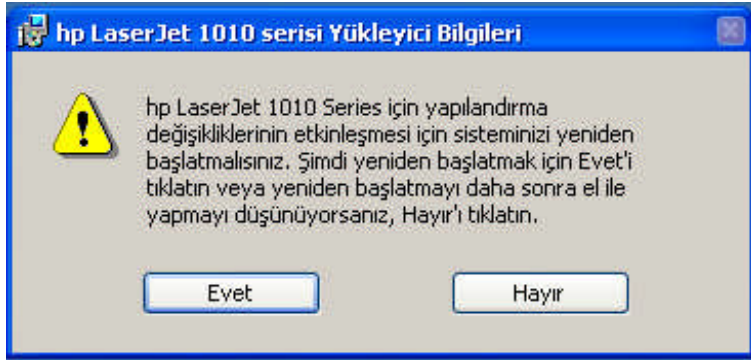 hp LaserJet 1010 serisi Yükleyici Bilgileri
hp LaserJet 1010 Series için yapılandırma
değişikliklerinin etkinleşmesi için sisteminizi yeniden
başlatmalısınız. Şimdi yeniden başlatmak için Evet'i
tıklatın veya yeniden başlatmayı daha sonra el ile
yapmayı düşünüyorsanız, Hayır'ı tıklatın.
Evet
Hayır